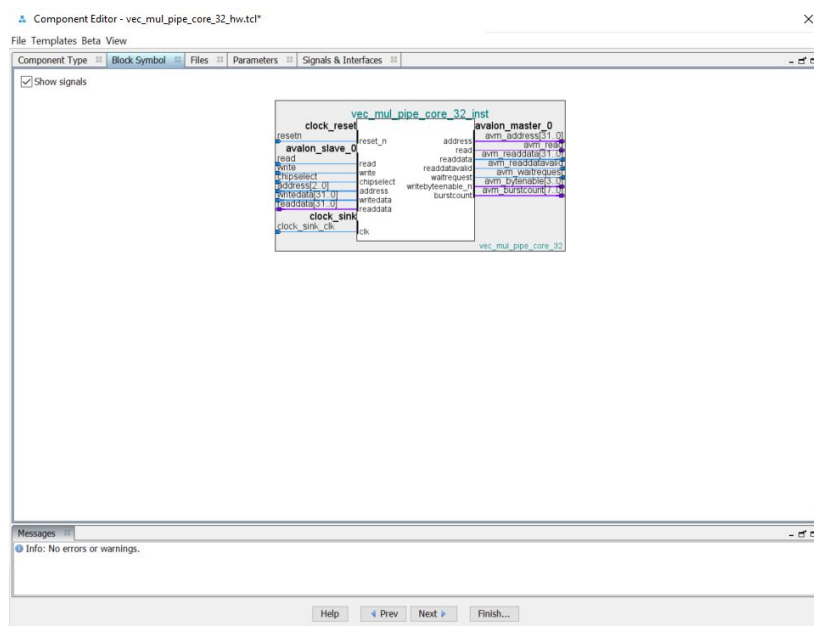 Component Editor - vec_mul_pipe_core_32_hw.tcl*
File Templates Beta View
Component Type Block Symbol Files Parameters Signals & Interfaces
Show signals
vec_mul_pipe_core_32_inst
clock_reset
resetn
reset_n
avalon_slave_0
read
read
write
write
chipselect
chipselect
address[2..0]
address
writedata[31..0]
writedata
readdata[31..0]
readdata
clock_sink
clock_sink_clk
clk
avalon_master_0
address
avm_address[31..0]
read
avm_read
readdata
avm_readdata[31..0]
readdatavalid
avm_readdatavalid
waitrequest
avm_waitrequest
writebyteenable_n
avm_byteenable[3..0]
burstcount
avm_burstcount[7..0]
vec_mul_pipe_core_32
Messages
Info: No errors or warnings.
Help Prev Next Finish...